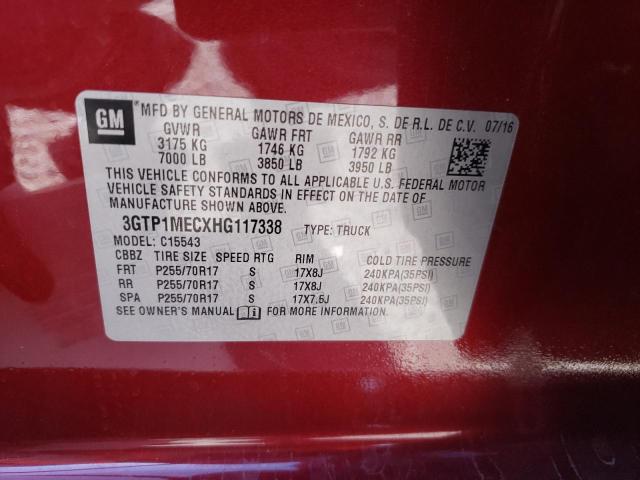 GM
MFD BY GENERAL MOTORS DE MEXICO, S. DE R.L. DE C.V. 07/16
GVWR GAWR FRT GAWR RR
3175 KG 1746 KG 1792 KG
7000 LB 3850 LB 3950 LB
THIS VEHICLE CONFORMS TO ALL APPLICABLE U.S. FEDERAL MOTOR
VEHICLE SAFETY STANDARDS IN EFFECT ON THE DATE OF
MANUFACTURE SHOWN ABOVE.
3GTP1MECXHG117338 TYPE: TRUCK
MODEL: C15543
CBBZ TIRE SIZE SPEED RTG RIM COLD TIRE PRESSURE
FRT P255/70R17 S 17X8J 240KPA(35PSI)
RR P255/70R17 S 17X8J 240KPA(35PSI)
SPA P255/70R17 S 17X7.5J 240KPA(35PSI)
SEE OWNER'S MANUAL FOR MORE INFORMATION.